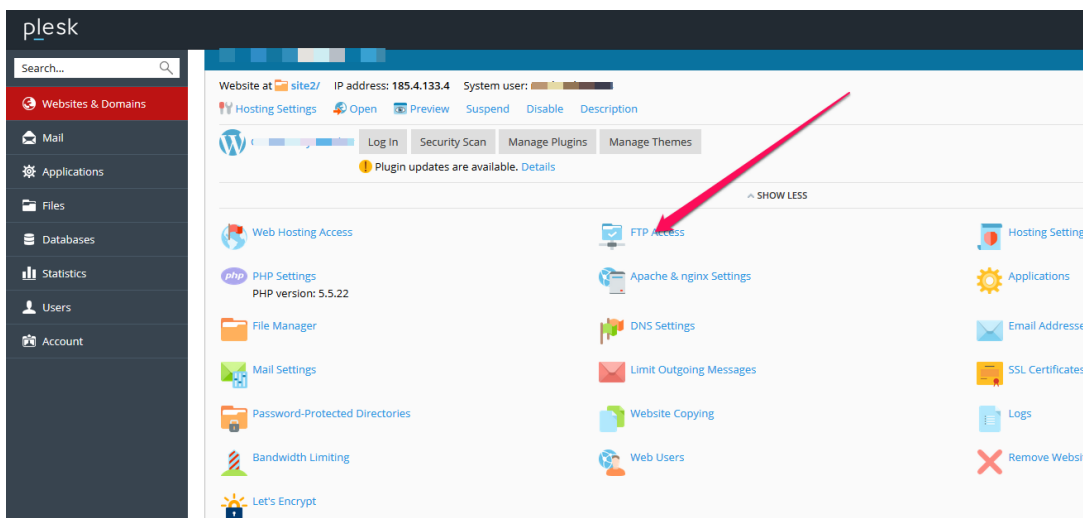 plesk
Search...
Websites & Domains
Mail
Applications
Files
Databases
Statistics
Users
Account
Website at site2/ IP address: 185.4.133.4 System user:
Hosting Settings Open Preview Suspend Disable Description
Log In Security Scan Manage Plugins Manage Themes
Plugin updates are available. Details
SHOW LESS
Web Hosting Access
FTP Access
Hosting Setting
php PHP Settings
PHP version: 5.5.22
Apache & nginx Settings
Applications
File Manager
DNS Settings
Email Addresse
Mail Settings
Limit Outgoing Messages
SSL Certificates
Password-Protected Directories
Website Copying
Logs
Bandwidth Limiting
Web Users
Remove Websi
Let's Encrypt